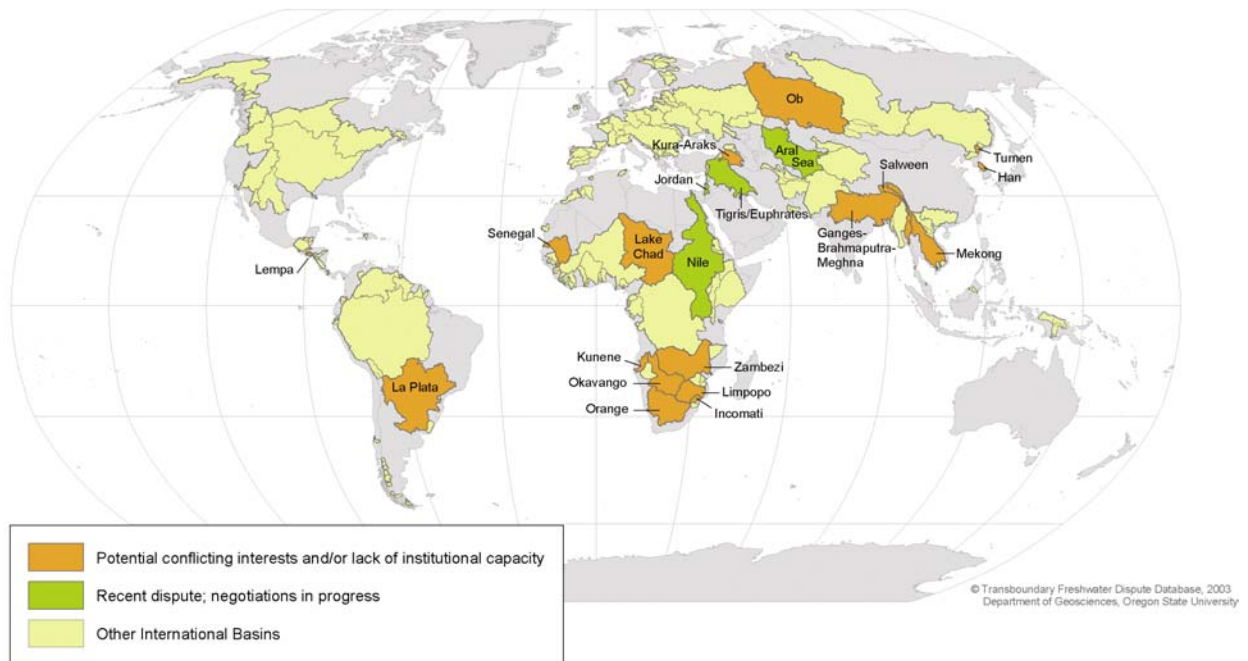 Ob
Kura-Araks
Aral
Sea
Tumen
Han
Salween
Jordan
Tigris/Euphrates
Senegal
Lake
Chad
Nile
Ganges-
Brahmaputra-
Meghna
Mekong
Lempa
La Plata
Kunene
Zambezi
Okavango
Limpopo
Orange
Incomati
Potential conflicting interests and/or lack of institutional capacity
Recent dispute; negotiations in progress
Other International Basins
© Transboundary Freshwater Dispute Database, 2003
Department of Geosciences, Oregon State University